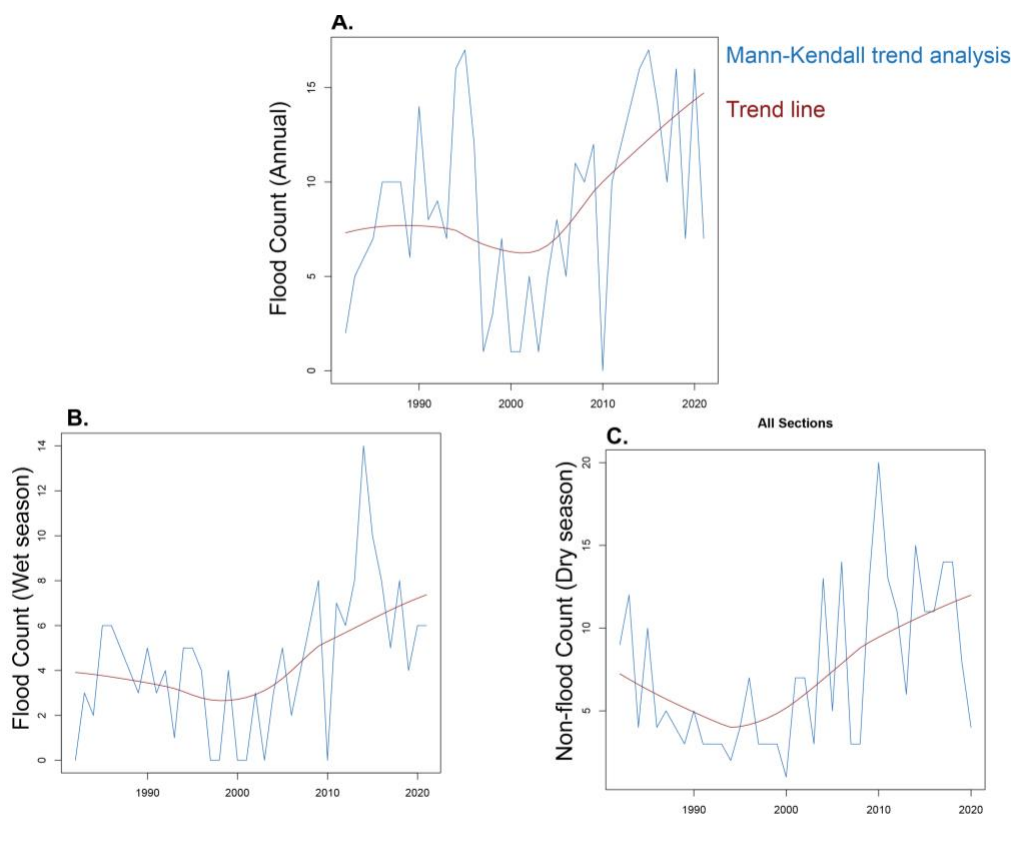 A.
Mann-Kendall trend analysis
Trend line
Flood Count (Annual)
15
10
5
0
1990 2000 2010 2020
B.
Flood Count (Wet season)
14
12
10
8
6
4
2
0
1990 2000 2010 2020
All Sections
C.
Non-flood Count (Dry season)
20
15
10
5
1990 2000 2010 2020